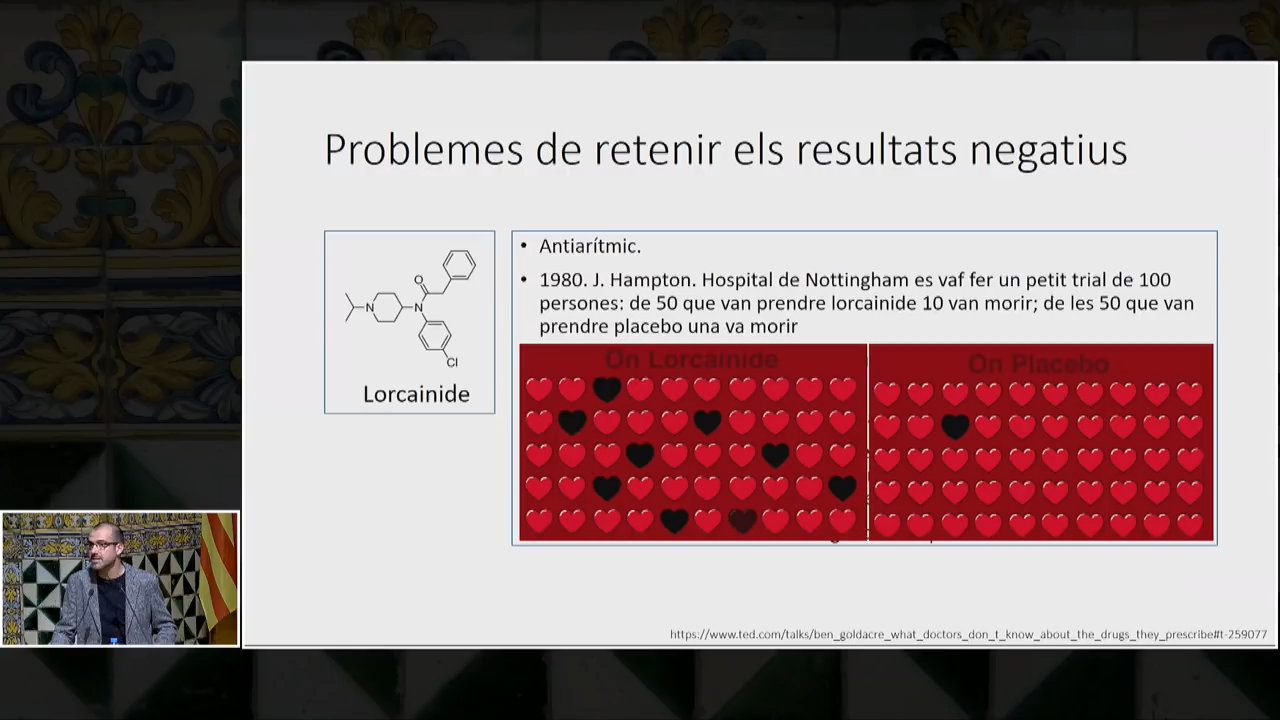 Problemes de retenir els resultats negatius
O
N
N
Cl
Lorcainide
• Antiarítmic.
• 1980. J. Hampton. Hospital de Nottingham es vaf fer un petit trial de 100
persones: de 50 que van prendre lorcainide 10 van morir; de les 50 que van
prendre placebo una va morir
On Lorcainide
On Placebo
https://www.ted.com/talks/ben_goldacre_what_doctors_don_t_know_about_the_drugs_they_prescribe#t-259077